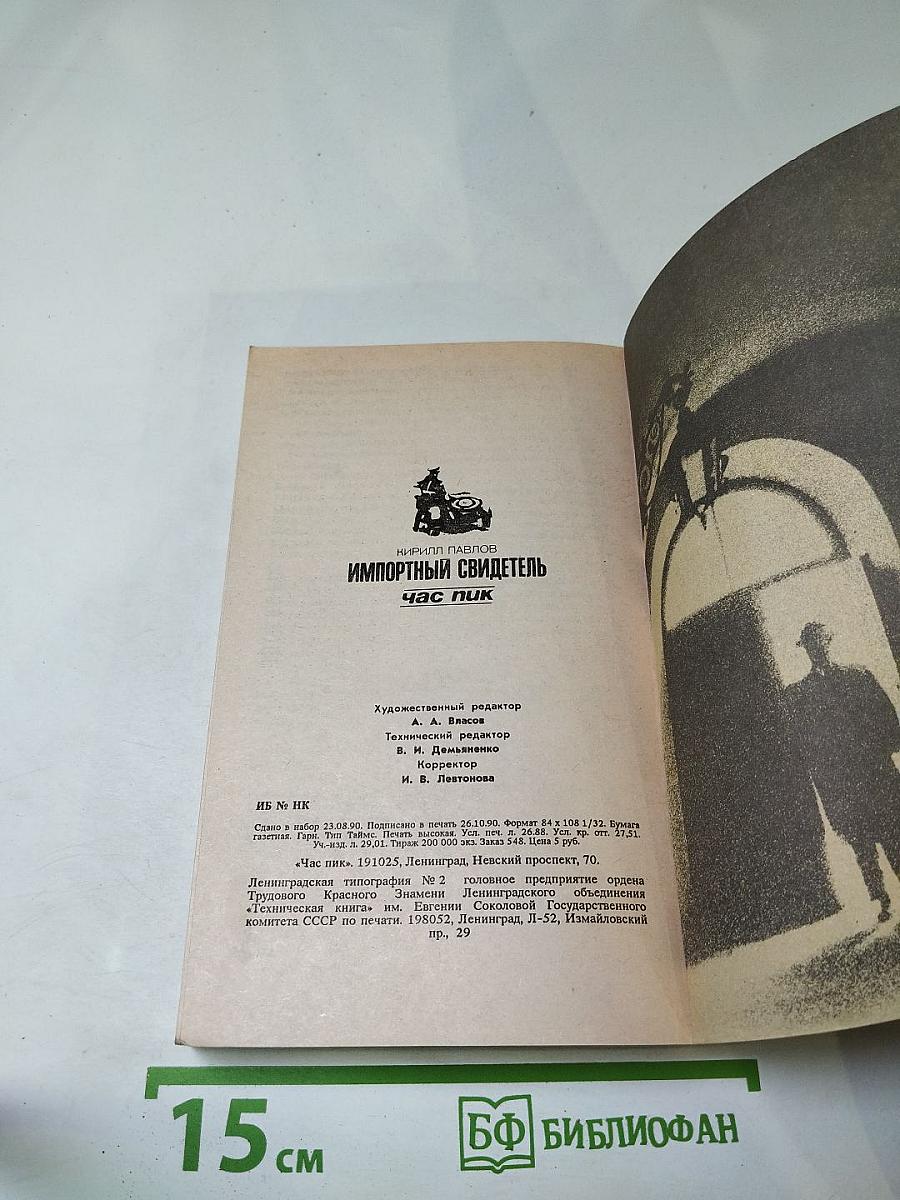 КИРИЛЛ ПАВЛОВ
ИМПОРТНЫЙ СВИДЕТЕЛЬ
час пик
Художественный редактор
А. А. Власов
Технический редактор
В. И. Демьяненко
Корректор
И. В. Левтонова
ИБ № НК
Сдано в набор 23.08.90. Подписано в печать 26.10.90. Формат 84 x 108 1/32. Бумага
газетная. Гарн. Тип Таймс. Печать высокая. Усл. печ. л. 26.88. Усл. кр. отт. 27,51.
Уч.-изд. л. 29,01. Тираж 200 000 экз. Заказ 548. Цена 5 руб.
«Час пик». 191025, Ленинград, Невский проспект, 70.
Ленинградская типография №2 головное предприятие ордена
Трудового Красного Знамени Ленинградского объединения
«Техническая книга» им. Евгении Соколовой Государственного
комитета СССР по печати. 198052, Ленинград, Л-52, Измайловский
пр., 29
15 см
БФ БИБЛИОФАН